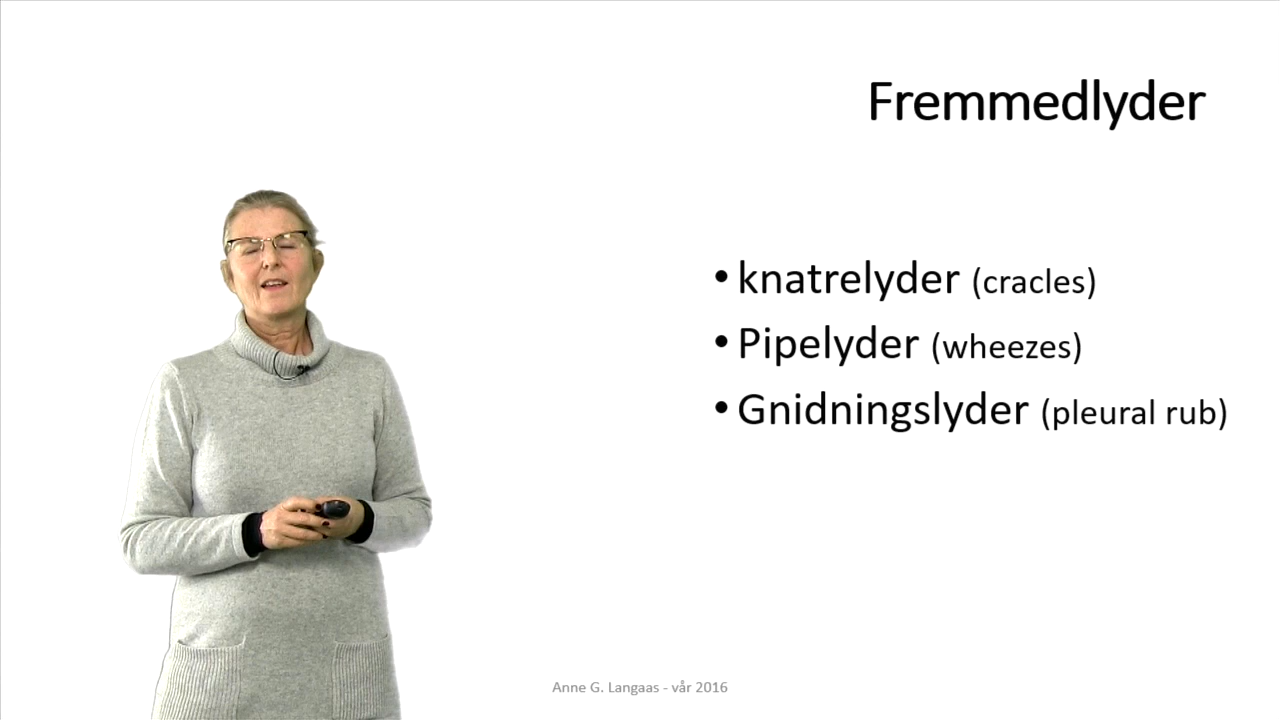 Fremmedlyder
• knatrelyder (cracles)
• Pipelyder (wheezes)
• Gnidningslyder (pleural rub)
Anne G. Langaas - vår 2016